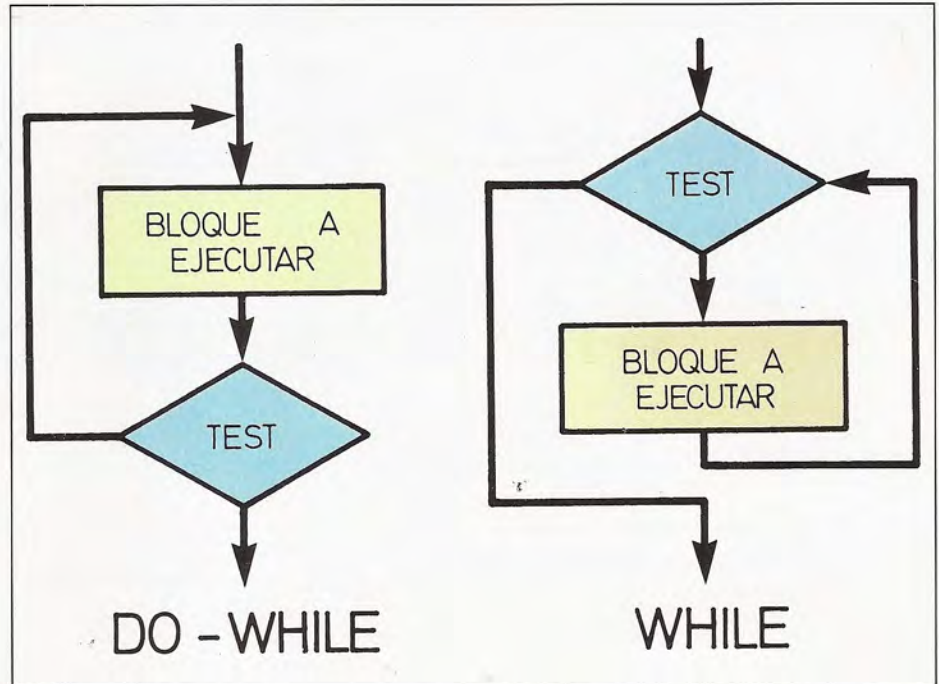 BLOQUE A
EJECUTAR
TEST
DO - WHILE
TEST
BLOQUE A
EJECUTAR
WHILE